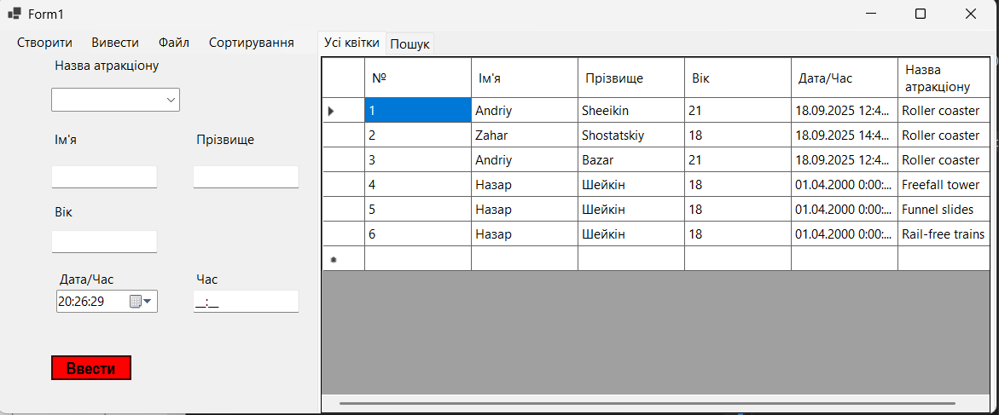 Form1
Створити Вивести Файл Сортирування
Усі квітки Пошук
Назва атракціону
Ім'я Прізвище
Вік
Дата/Час Час
20:26:29 __:__
Ввести
№ Ім'я Прізвище Вік Дата/Час Назва атракціону
1 Andriy Sheeikin 21 18.09.2025 12:4... Roller coaster
2 Zahar Shostatskiy 18 18.09.2025 14:4... Roller coaster
3 Andriy Bazar 21 18.09.2025 12:4... Roller coaster
4 Назар Шейкін 18 01.04.2000 0:00:... Freefall tower
5 Назар Шейкін 18 01.04.2000 0:00:... Funnel slides
6 Назар Шейкін 18 01.04.2000 0:00:... Rail-free trains